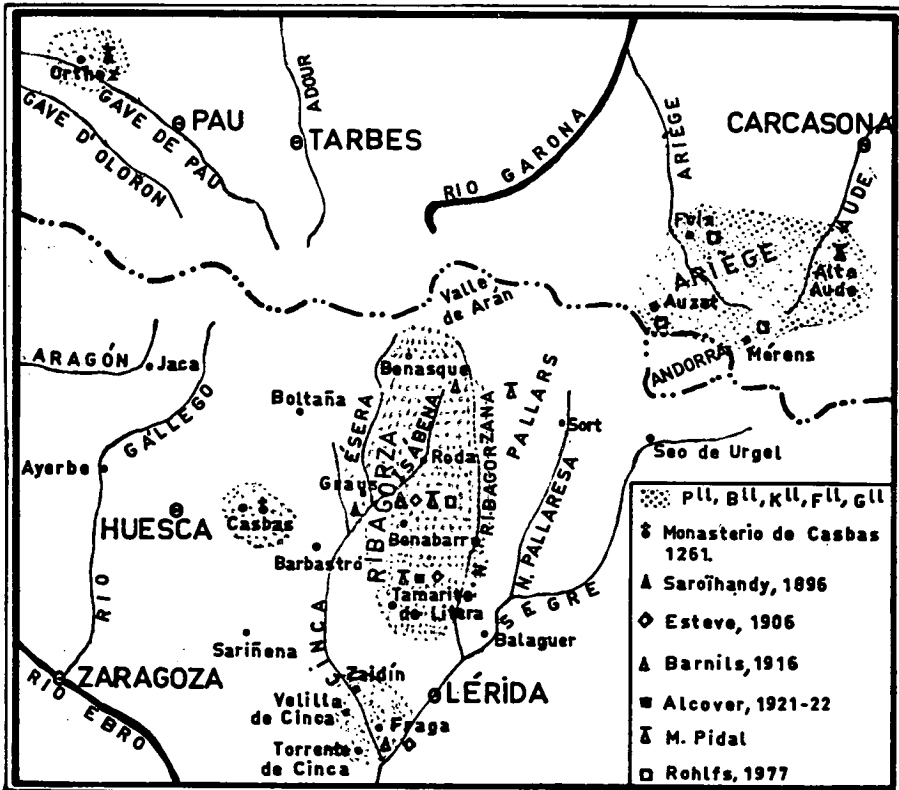 Orthez
GAVE DE PAU
GAVE D'OLORON
PAU
ADOUR
TARBES
RIO GARONA
ARIÈGE
CARCASONA
AUDE
Foix
ARIÈGE
Alta
Aude
Auzat
Mérens
ANDORRA
Valle
de Arán
ARAGÓN
Jaca
GÁLLEGO
Boltaña
Benasque
ÉSERA
ISÁBENA
RIBAGORZA
Roda
N. RIBAGORZANA
PALLARS
Sort
Seo de Urgel
Ayerbe
HUESCA
Casbas
Graus
Benabarre
Barbastro
N. PALLARESA
SEGRE
Tamarite
de Litera
Balaguer
RIO
CINCA
Sariñena
ZARAGOZA
RIO EBRO
Zaidín
LÉRIDA
Velilla
de Cinca
Fraga
Torrente
de Cinca
Pll, Bll, Kll, Fll, Gll
Monasterio de Casbas
1261.
Saroïhandy, 1896
Esteve, 1906
Barnils, 1916
Alcover, 1921-22
M. Pidal
Rohlfs, 1977